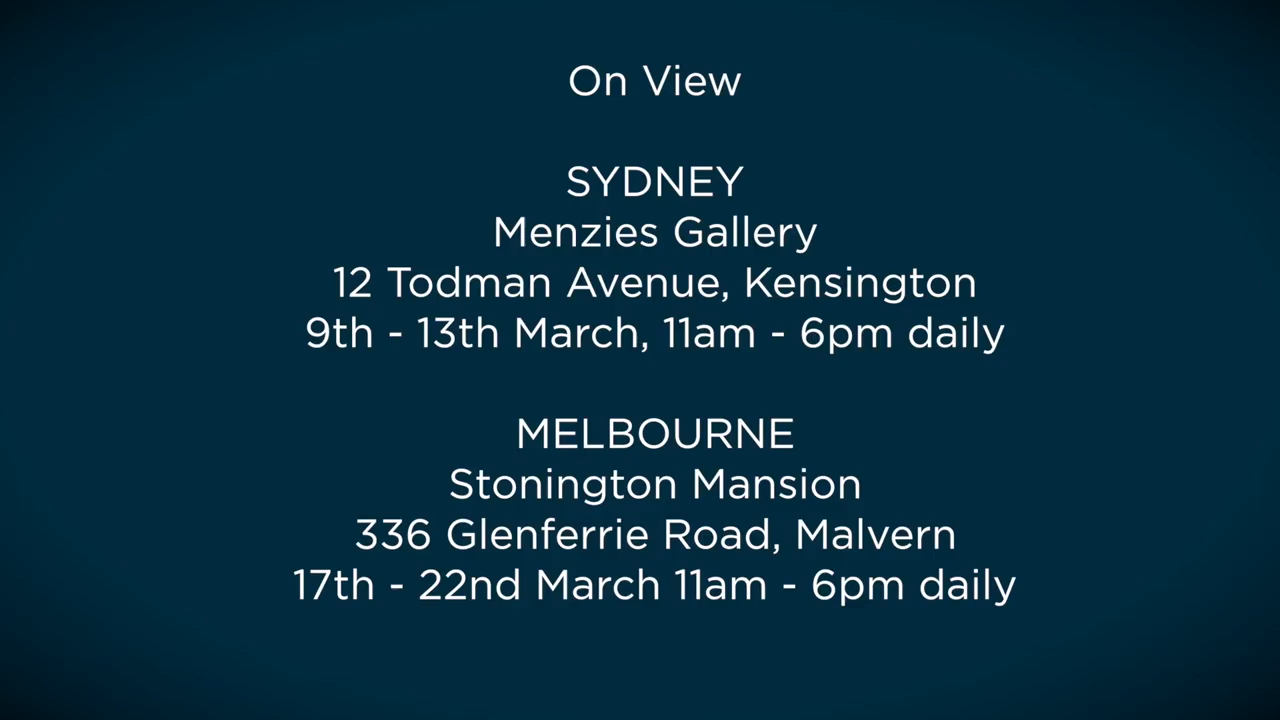 On View
SYDNEY
Menzies Gallery
12 Todman Avenue, Kensington
9th - 13th March, 11am - 6pm daily
MELBOURNE
Stonington Mansion
336 Glenferrie Road, Malvern
17th - 22nd March 11am - 6pm daily